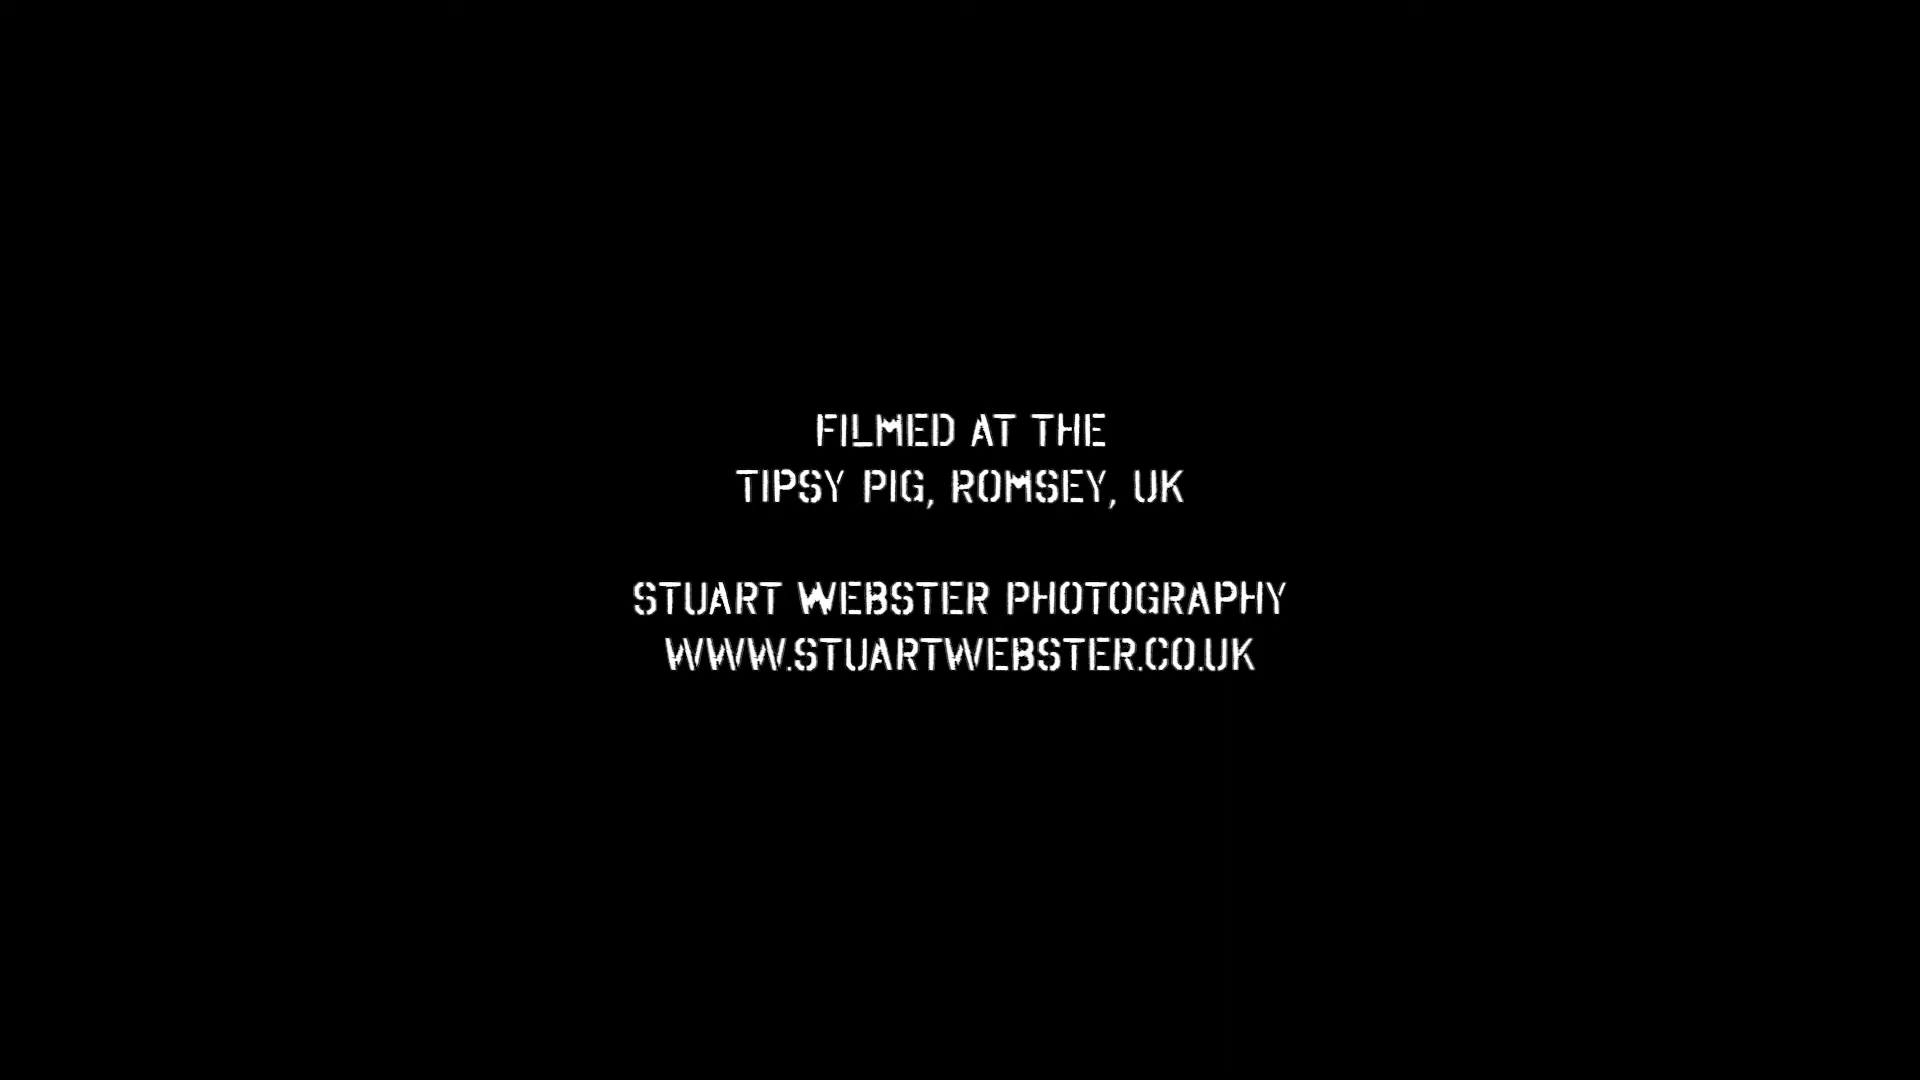 FILMED AT THE
TIPSY PIG, ROMSEY, UK
STUART WEBSTER PHOTOGRAPHY
WWW.STUARTWEBSTER.CO.UK